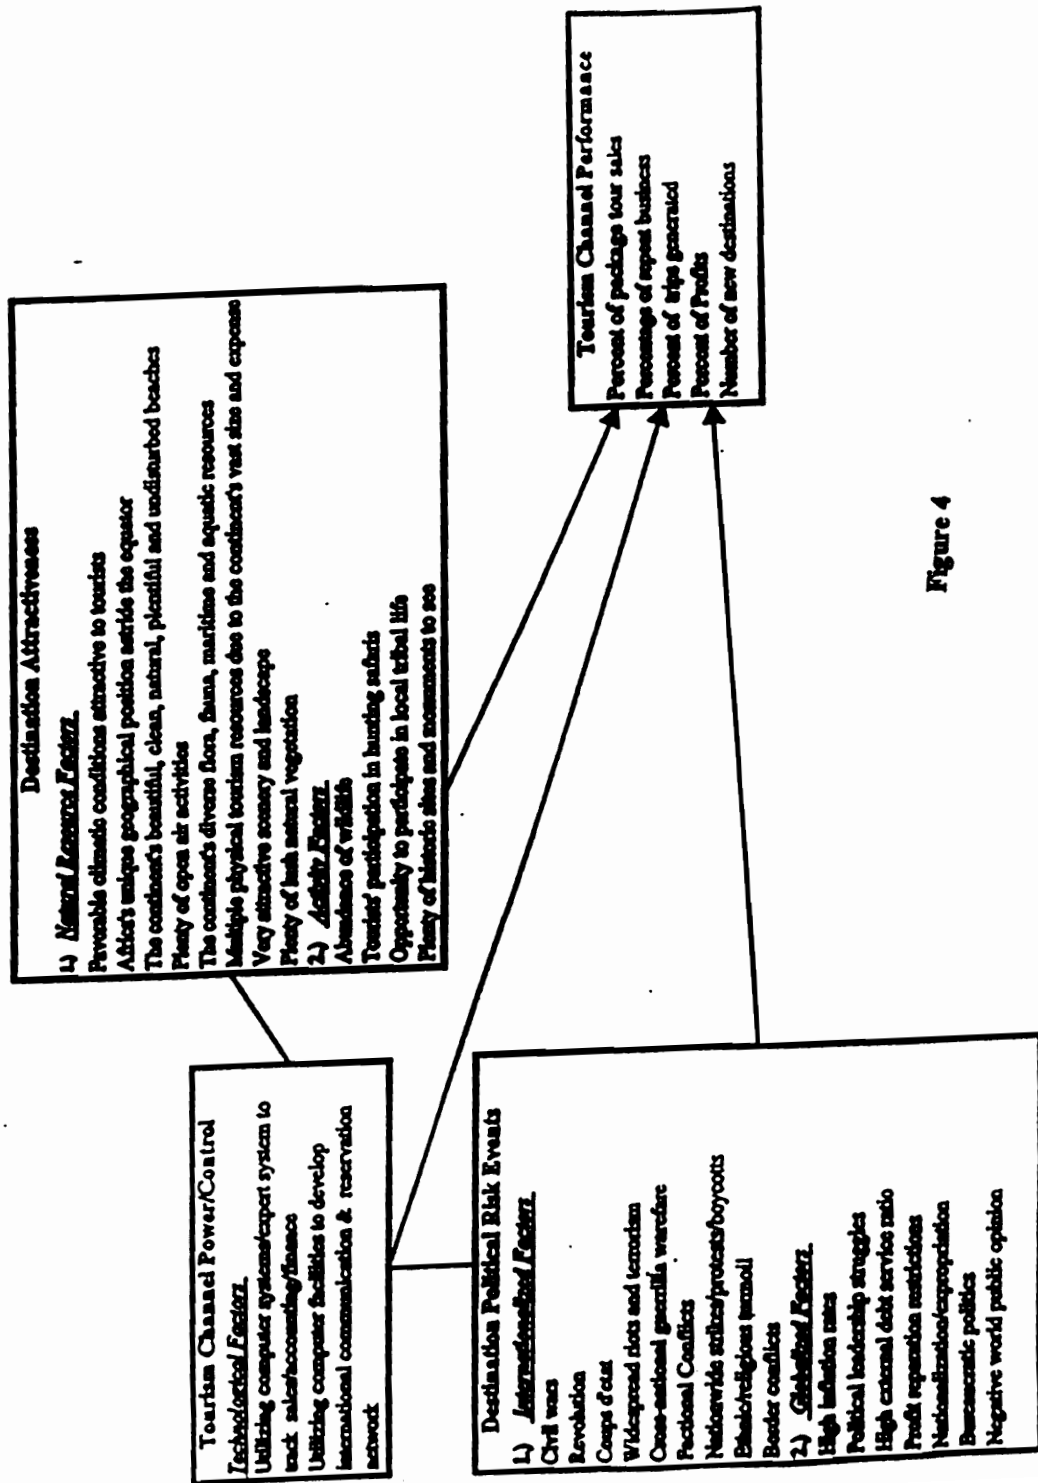 Tourism Channel Power/Control
Technological Factors
Utilizing computer systems/expert system to
track sales/accounting/finance
Utilizing computer facilities to develop
international communication & reservation
network
Destination Attractiveness
1.) Natural Resource Factors
Favorable climatic conditions attractive to tourists
Africa's unique geographical position astride the equator
The continent's beautiful, clean, natural, plentiful and undisturbed beaches
Plenty of open air activities
The continent's diverse flora, fauna, maritime and aquatic resources
Multiple physical tourism resources due to the continent's vast size and expense
Very attractive scenery and landscape
Plenty of lush natural vegetation
2.) Activity Factors
Abundance of wildlife
Tourists' participation in hunting safaris
Opportunity to participate in local tribal life
Plenty of historic sites and monuments to see
Destination Political Risk Events
1.) Internationalized Factors
Civil wars
Revolution
Coups d'etat
Widespread riots and terrorism
Cross-national guerrilla warefare
Factional Conflicts
Nationwide strikes/protests/boycotts
Ethnic/religious turmoil
Border conflicts
2.) Globalized Factors
High inflation rates
Political leadership struggles
High external debt service ratio
Profit reparation restrictions
Nationalization/expropriation
Bureaucratic politics
Negative world public opinion
Tourism Channel Performance
Percent of package tour sales
Percentage of repeat business
Percent of trips generated
Percent of Profits
Number of new destinations
Figure 4